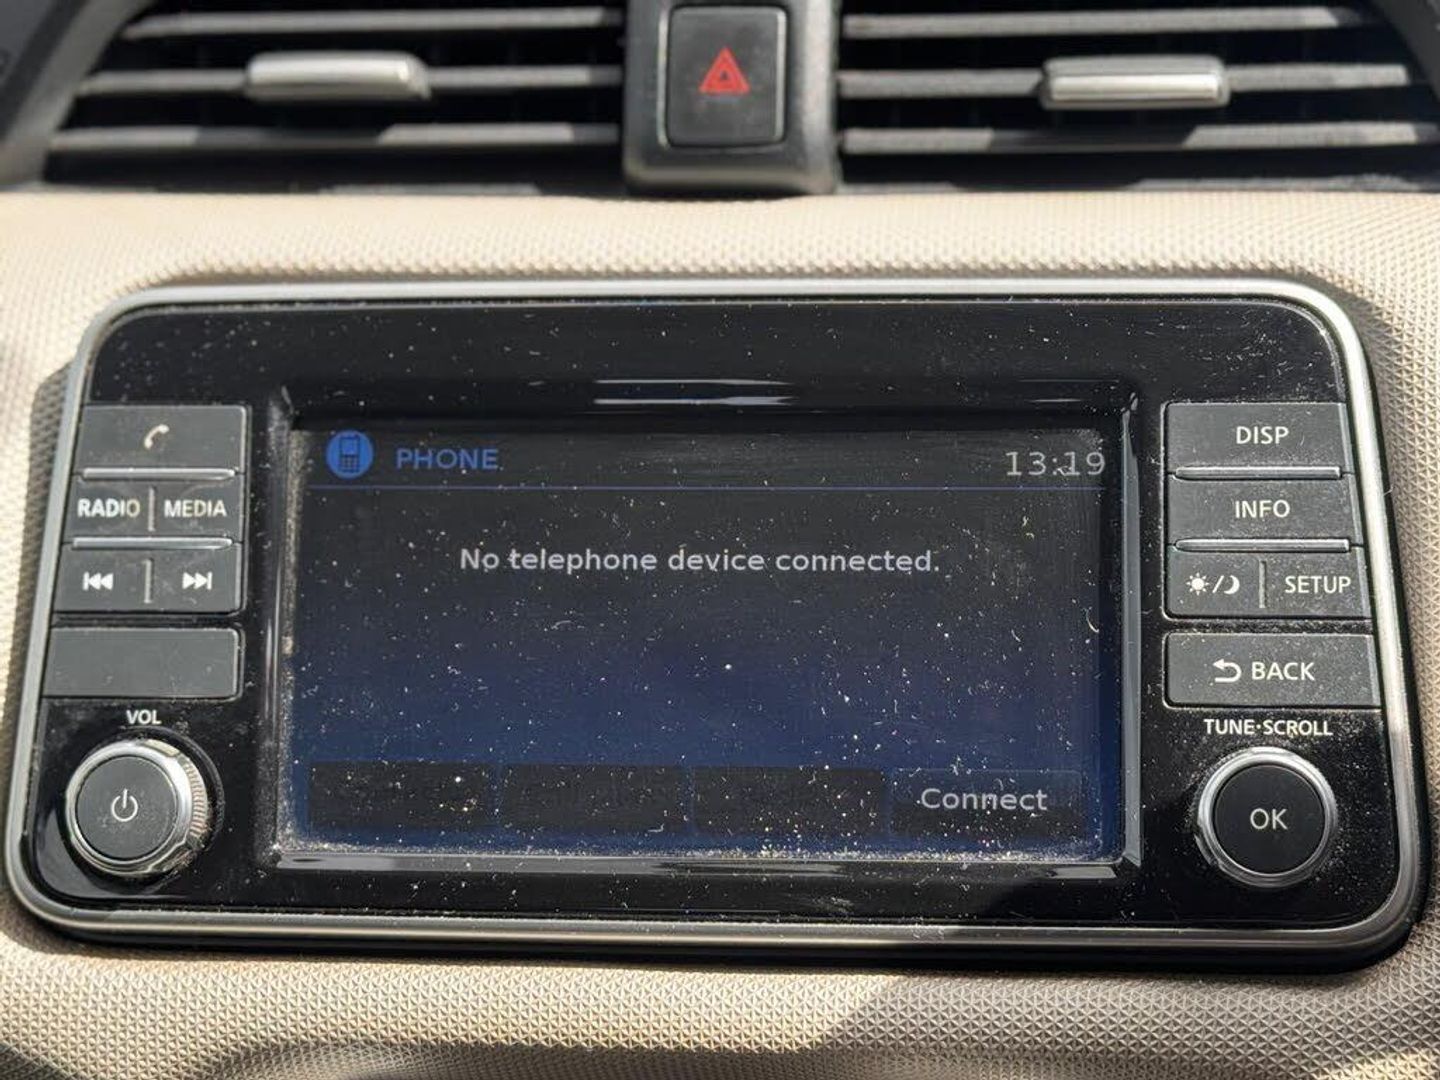 PHONE
13:19
No telephone device connected.
Connect
RADIO
MEDIA
VOL
DISP
INFO
SETUP
BACK
TUNE·SCROLL
OK